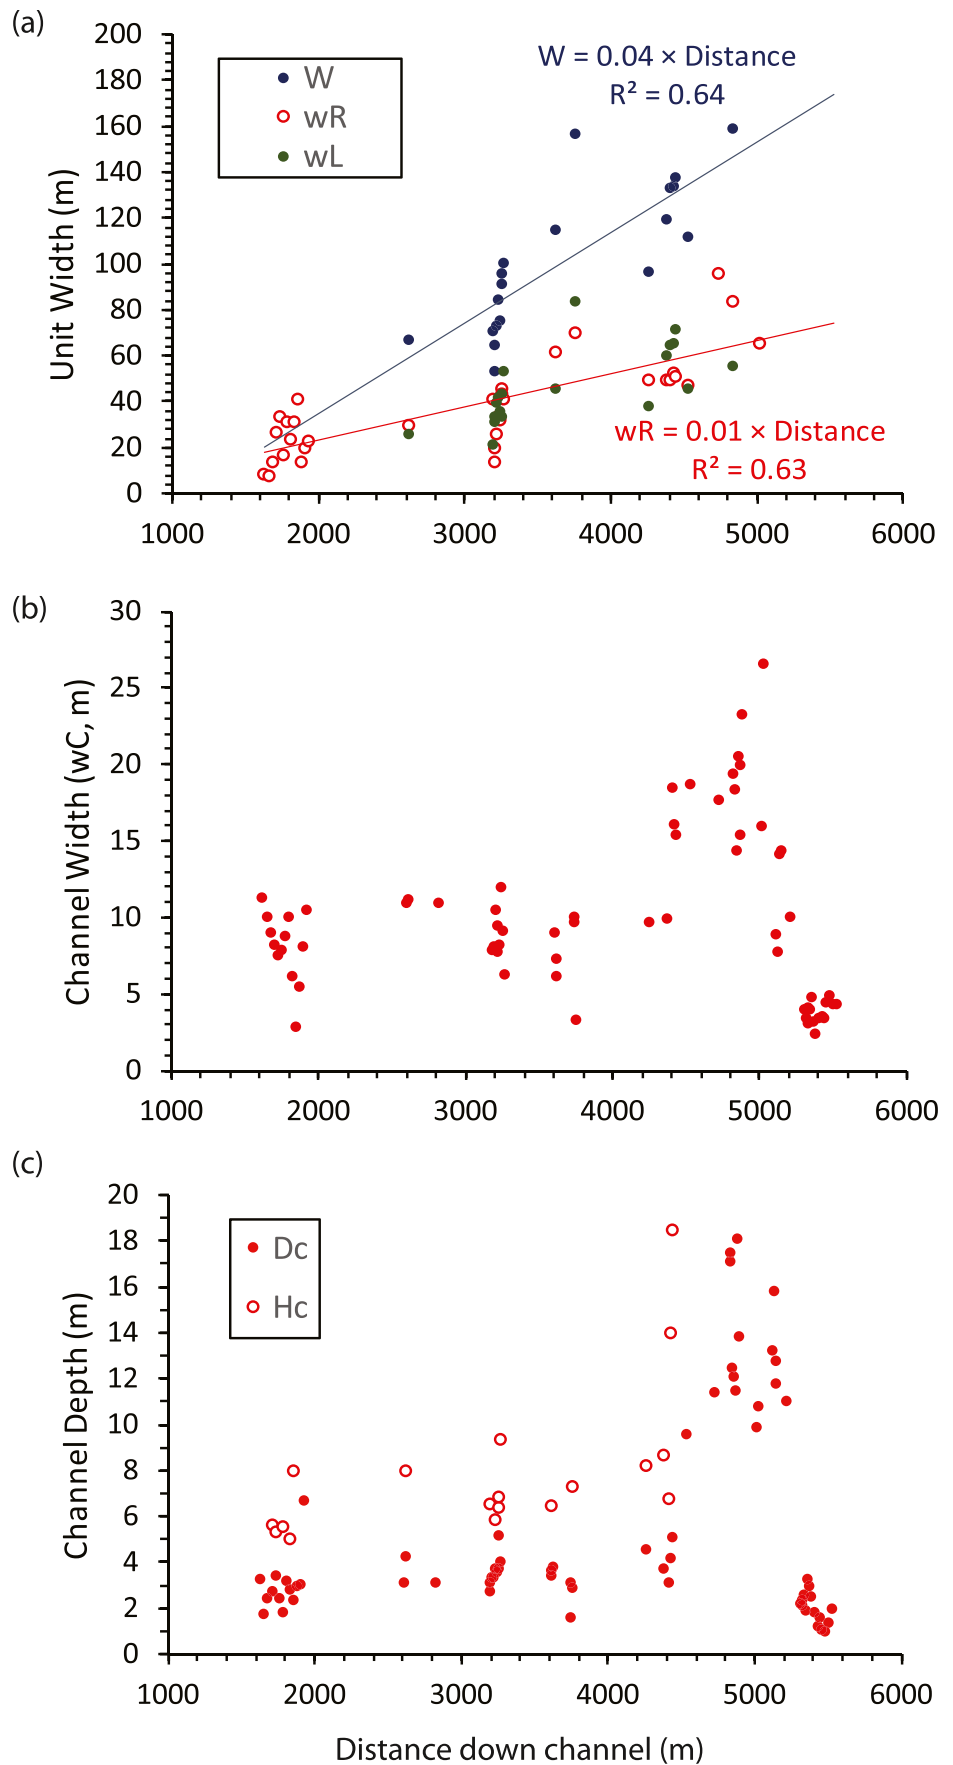 (a)
200
180
160
140
120
100
80
60
40
20
0
Unit Width (m)
W
wR
wL
W = 0.04 × Distance
R² = 0.64
wR = 0.01 × Distance
R² = 0.63
1000 2000 3000 4000 5000 6000
(b)
30
25
20
15
10
5
0
Channel Width (wC, m)
1000 2000 3000 4000 5000 6000
(c)
20
18
16
14
12
10
8
6
4
2
0
Channel Depth (m)
Dc
Hc
1000 2000 3000 4000 5000 6000
Distance down channel (m)